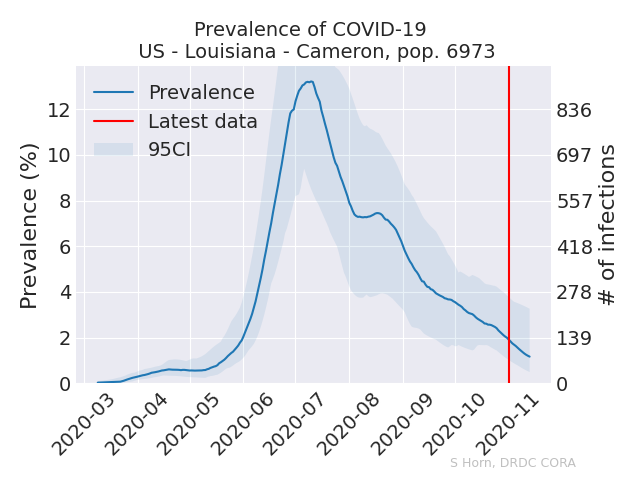 Prevalence of COVID-19
US - Louisiana - Cameron, pop. 6973
Prevalence
Latest data
95CI
Prevalence (%)
12
10
8
6
4
2
0
836
697
557
418
278
139
0
# of infections
2020-03
2020-04
2020-05
2020-06
2020-07
2020-08
2020-09
2020-10
2020-11
S Horn, DRDC CORA